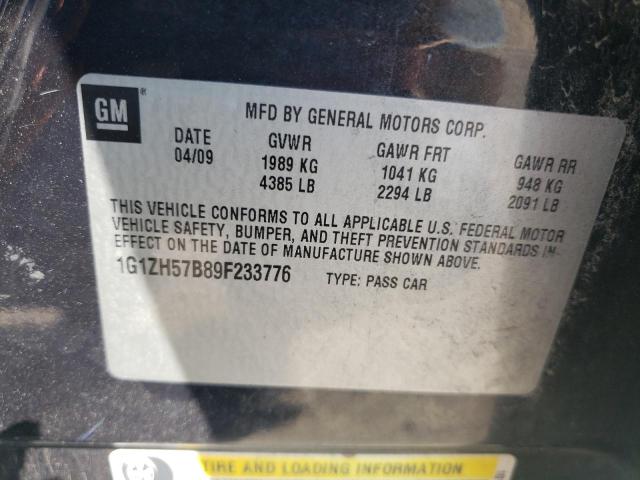 GM ®
MFD BY GENERAL MOTORS CORP.
DATE GVWR GAWR FRT GAWR RR
04/09 1989 KG 1041 KG 948 KG
4385 LB 2294 LB 2091 LB
THIS VEHICLE CONFORMS TO ALL APPLICABLE U.S. FEDERAL MOTOR
VEHICLE SAFETY, BUMPER, AND THEFT PREVENTION STANDARDS IN
EFFECT ON THE DATE OF MANUFACTURE SHOWN ABOVE.
1G1ZH57B89F233776 TYPE: PASS CAR
TIRE AND LOADING INFORMATION